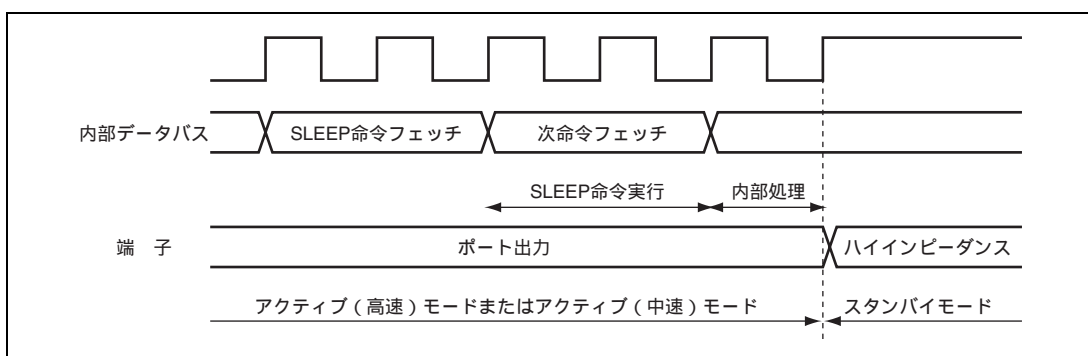 内部データバス
SLEEP命令フェッチ
次命令フェッチ
SLEEP命令実行
内部処理
端　子
ポート出力
ハイインピーダンス
アクティブ（高速）モードまたはアクティブ（中速）モード
スタンバイモード